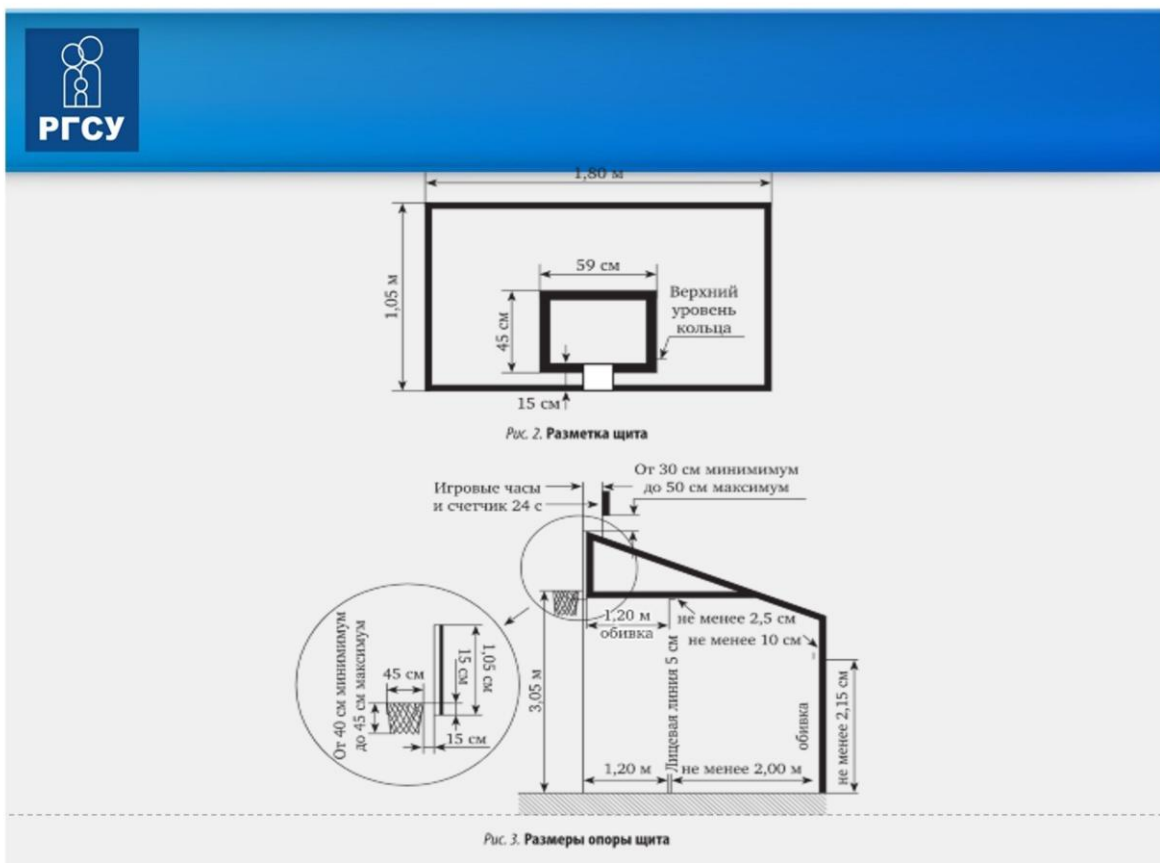 РГСУ
1,80 м
59 см
1,05 м
45 см
Верхний
уровень
кольца
15 см
Рис. 2. Разметка щита
От 30 см минимимум
до 50 см максимум
Игровые часы
и счетчик 24 с
1,20 м
обивка
не менее 2,5 см
не менее 10 см
От 40 см минимимум
до 45 см максимум
45 см
15 см
1,05 см
15 см
3,05 м
Лицевая линия 5 см
обивка
не менее 2,15 см
1,20 м
не менее 2,00 м
Рис. 3. Размеры опоры щита